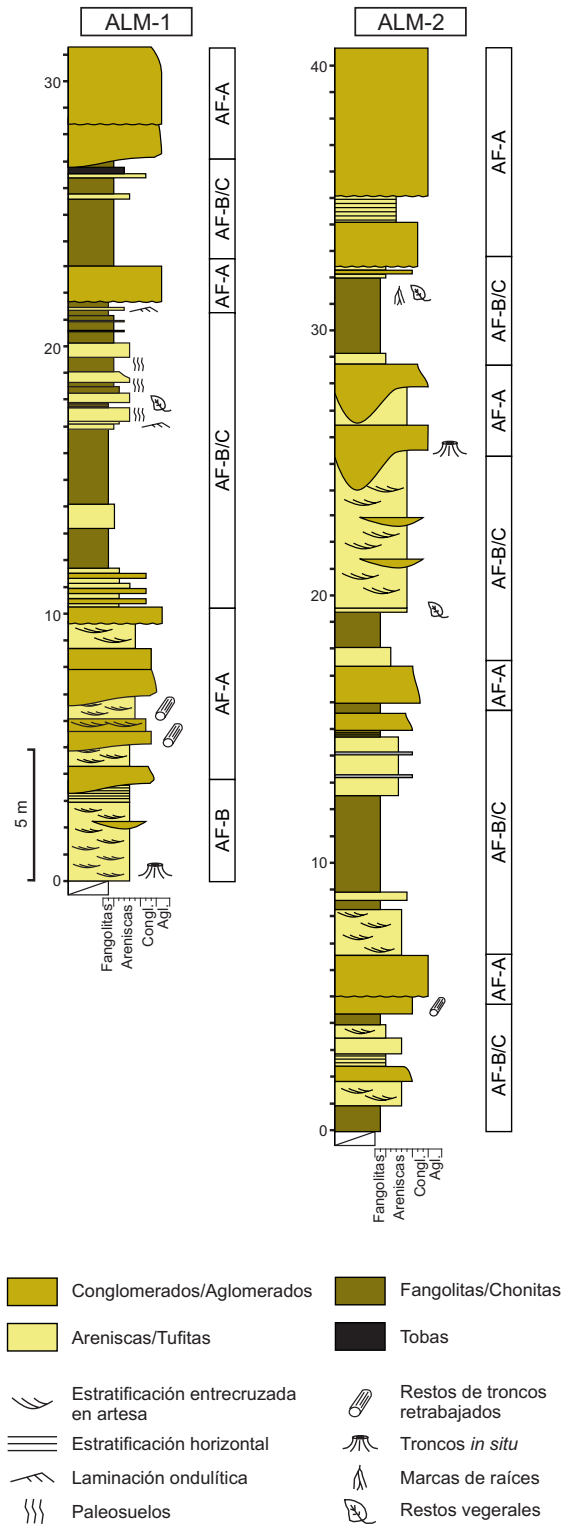 ALM-1
30
20
10
0
5 m
AF-A
AF-B/C
AF-A
AF-B/C
AF-A
AF-B
Fangolitas
Areniscas
Congl.
Agl.
ALM-2
40
30
20
10
0
AF-A
AF-B/C
AF-A
AF-B/C
AF-A
AF-B/C
AF-A
AF-B/C
Fangolitas
Areniscas
Congl.
Agl.
Conglomerados/Aglomerados
Areniscas/Tufitas
Estratificación entrecruzada
en artesa
Estratificación horizontal
Laminación ondulítica
Paleosuelos
Fangolitas/Chonitas
Tobas
Restos de troncos
retrabajados
Troncos in situ
Marcas de raíces
Restos vegerales